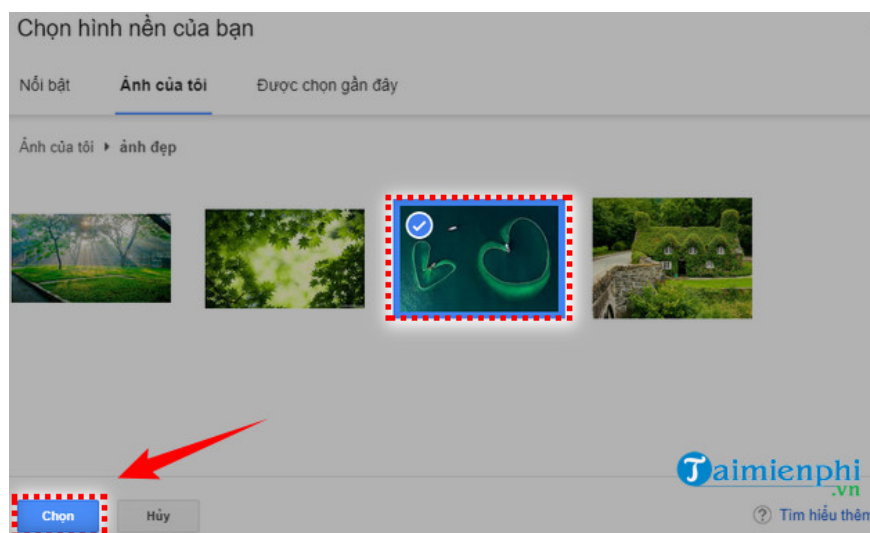 Chọn hình nền của bạn
Nổi bật Ảnh của tôi Được chọn gần đây
Ảnh của tôi ▸ ảnh đẹp
Taimienphi
.vn
Chọn Hủy
? Tìm hiểu thêm